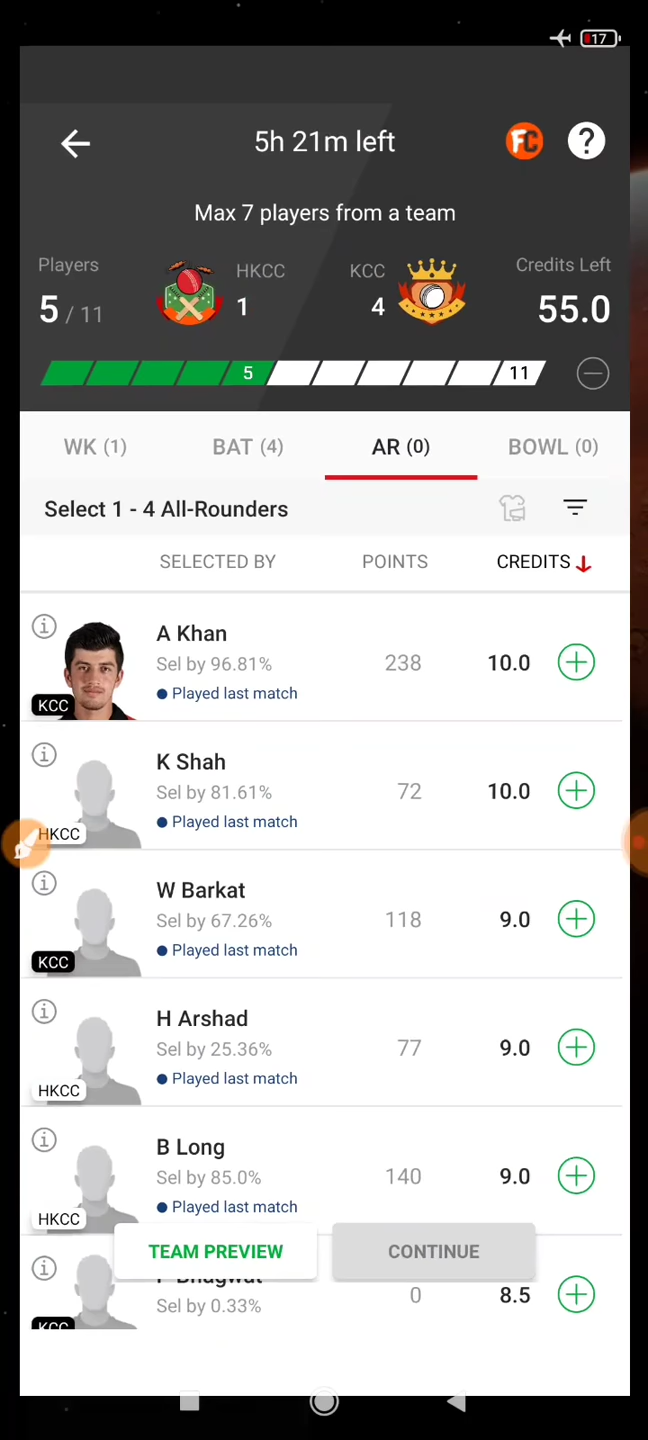 17
5h 21m left
FC
?
Max 7 players from a team
Players
HKCC
KCC
Credits Left
5 / 11
1
4
55.0
5
11
WK (1)
BAT (4)
AR (0)
BOWL (0)
Select 1 - 4 All-Rounders
SELECTED BY
POINTS
CREDITS
A Khan
Sel by 96.81%
238
10.0
Played last match
KCC
K Shah
Sel by 81.61%
72
10.0
Played last match
HKCC
W Barkat
Sel by 67.26%
118
9.0
Played last match
KCC
H Arshad
Sel by 25.36%
77
9.0
Played last match
HKCC
B Long
Sel by 85.0%
140
9.0
Played last match
HKCC
TEAM PREVIEW
CONTINUE
Sel by 0.33%
0
8.5
KCC